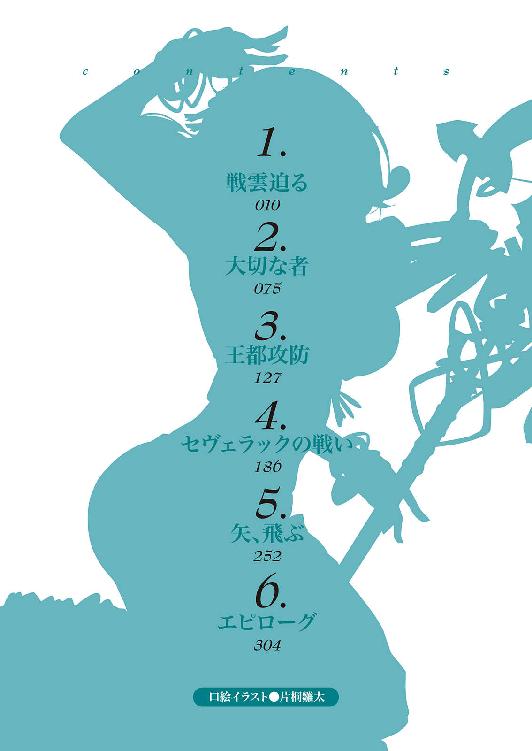 contents
1.
戦雲迫る
010
2.
大切な者
075
3.
王都攻防
127
4.
セヴェラックの戦い
186
5.
矢、飛ぶ
252
6.
エピローグ
304
口絵イラスト●片桐雛太